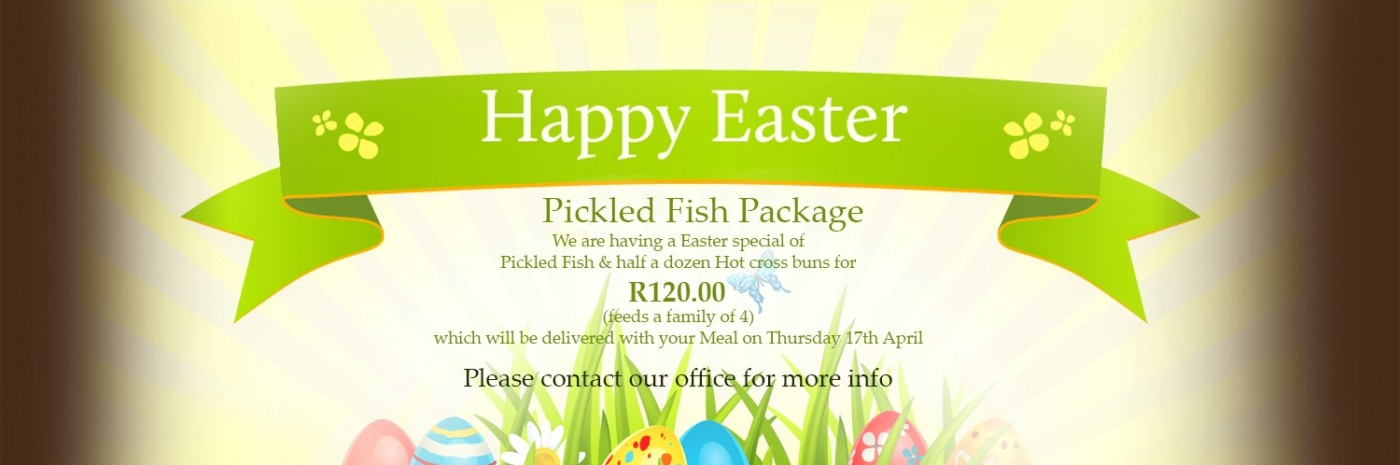 Happy Easter
Pickled Fish Package
We are having a Easter special of
Pickled Fish & half a dozen Hot cross buns for
R120.00
(feeds a family of 4)
which will be delivered with your Meal on Thursday 17th April
Please contact our office for more info